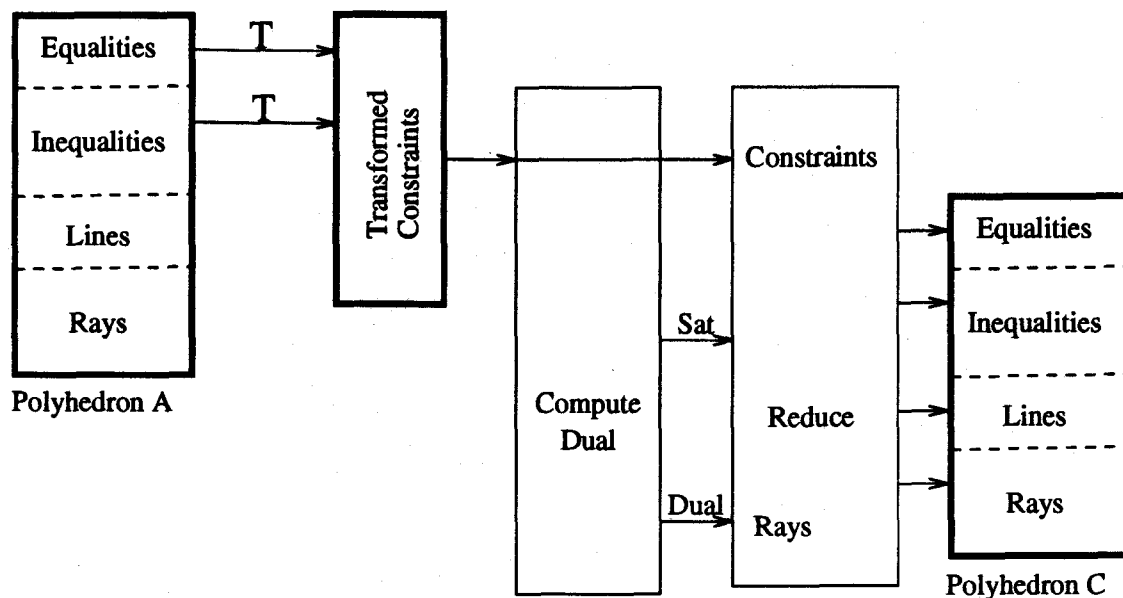 Equalities
Inequalities
Lines
Rays
Polyhedron A
T
T
Transformed
Constraints
Compute
Dual
Sat
Dual
Constraints
Reduce
Rays
Equalities
Inequalities
Lines
Rays
Polyhedron C